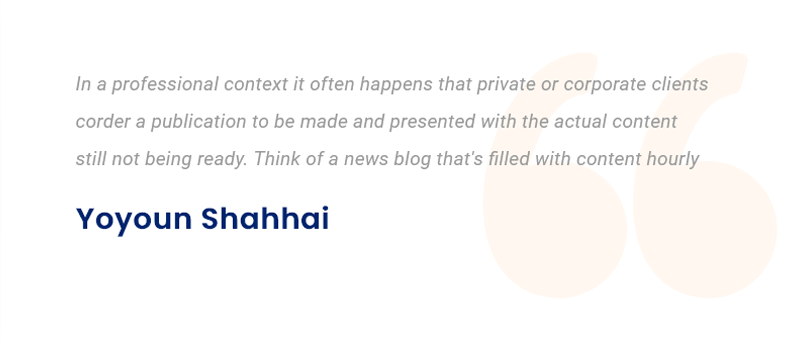 In a professional context it often happens that private or corporate clients
corder a publication to be made and presented with the actual content
still not being ready. Think of a news blog that's filled with content hourly
Yoyoun Shahhai